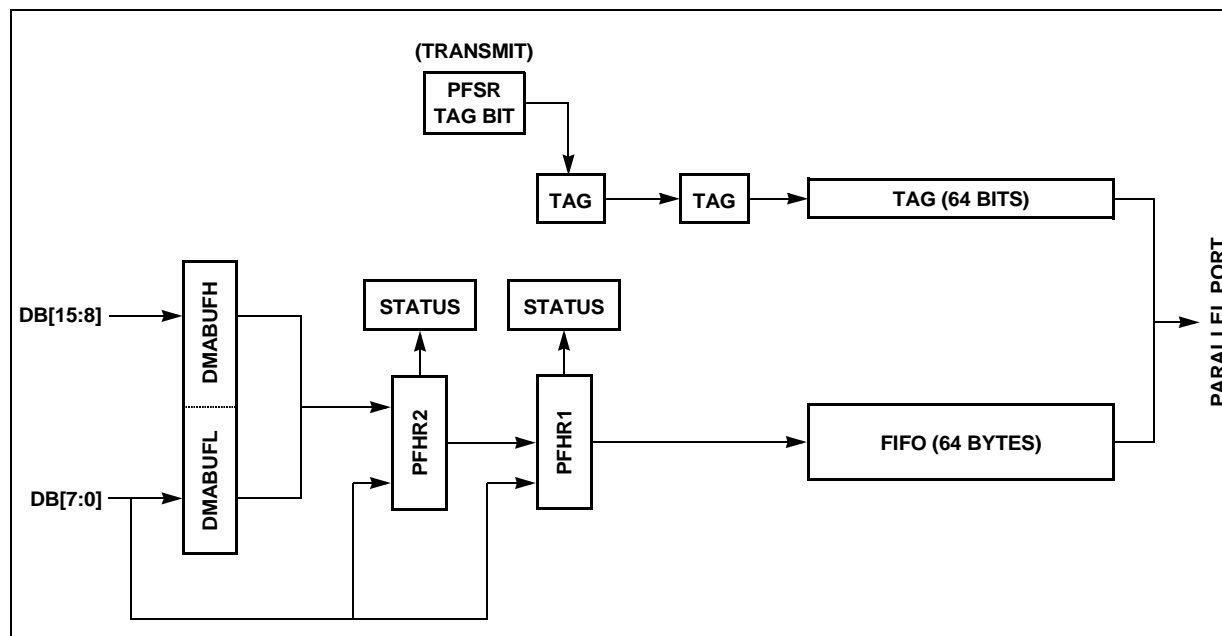 (TRANSMIT)
PFSR
TAG BIT
TAG
TAG
TAG (64 BITS)
PARALLEL PORT
DMABUFH
STATUS
STATUS
DB[15:8]
PFHR2
PFHR1
FIFO (64 BYTES)
DMABUFL
DB[7:0]